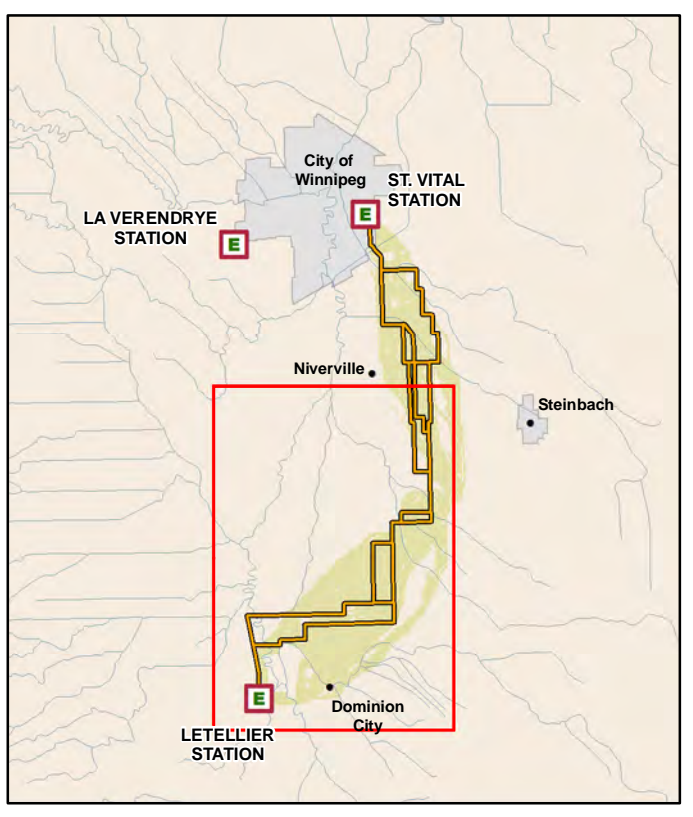 City of
Winnipeg
ST. VITAL
STATION
E
LA VERENDRYE
STATION
E
Niverville
Steinbach
E
Dominion
City
LETELLIER
STATION